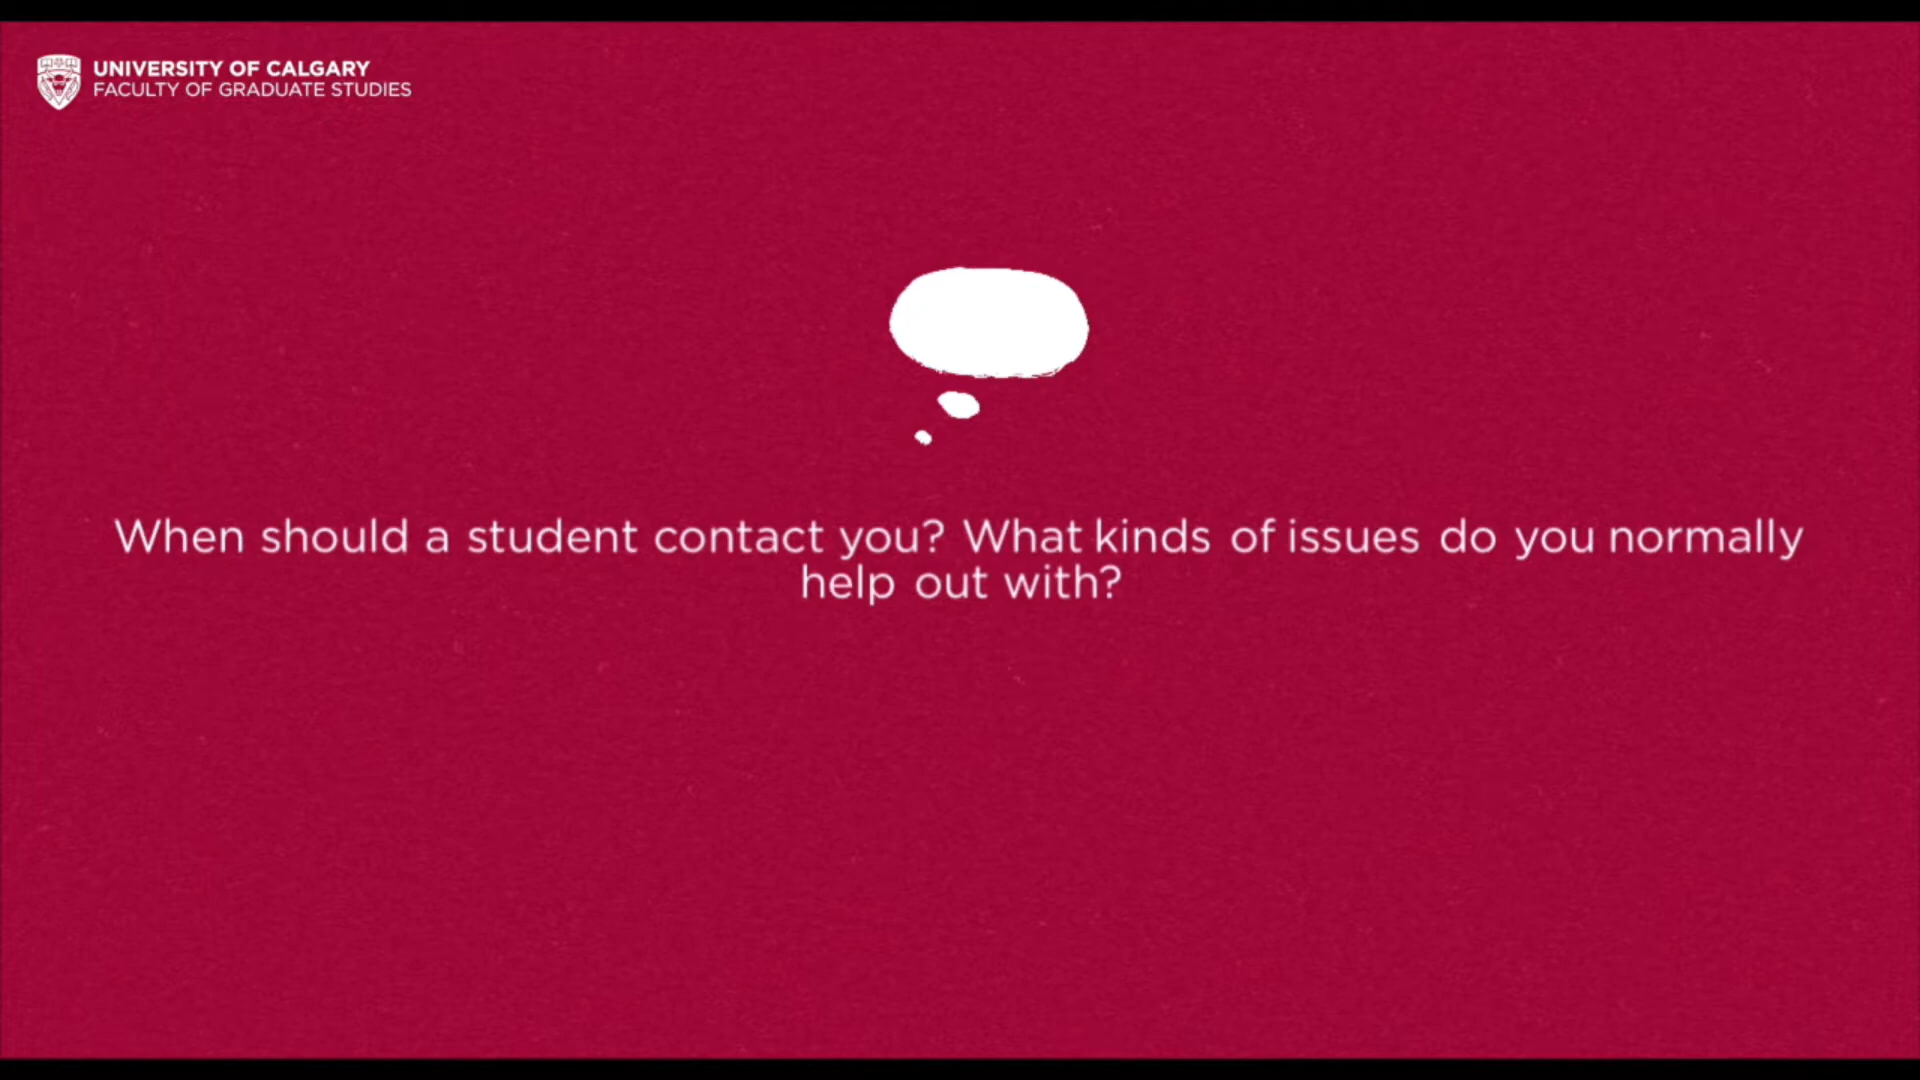 UNIVERSITY OF CALGARY
FACULTY OF GRADUATE STUDIES
When should a student contact you? What kinds of issues do you normally
help out with?